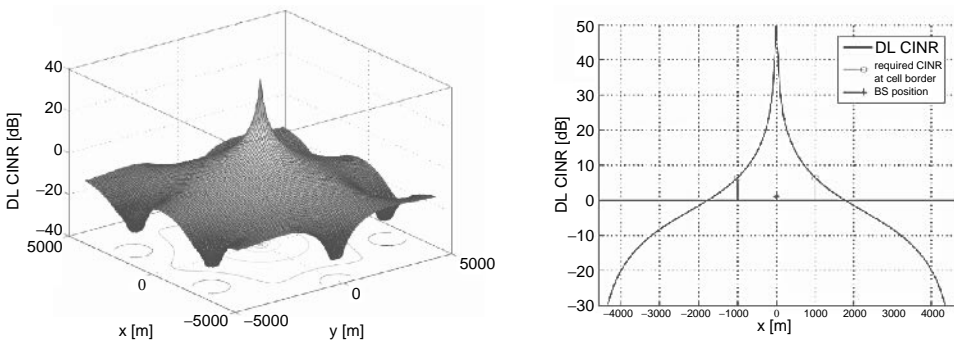 40
20
0
−20
−40
DL CINR [dB]
5000
0
−5000
x [m]
−5000
0
5000
y [m]
50
40
30
20
10
0
−10
−20
−30
DL CINR [dB]
−4000 −3000 −2000 −1000 0 1000 2000 3000 4000
x [m]
DL CINR
required CINR
at cell border
BS position